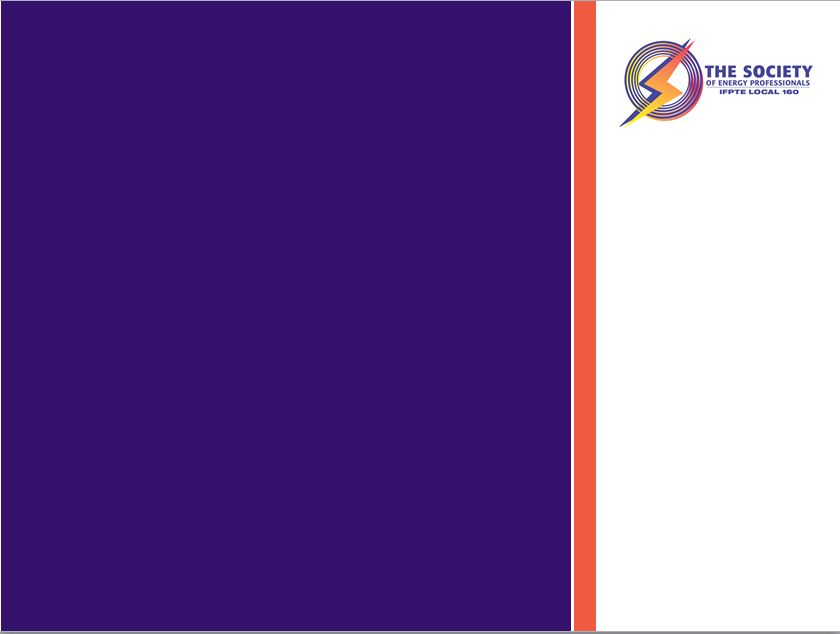 THE SOCIETY
OF ENERGY PROFESSIONALS
IFPTE LOCAL 160